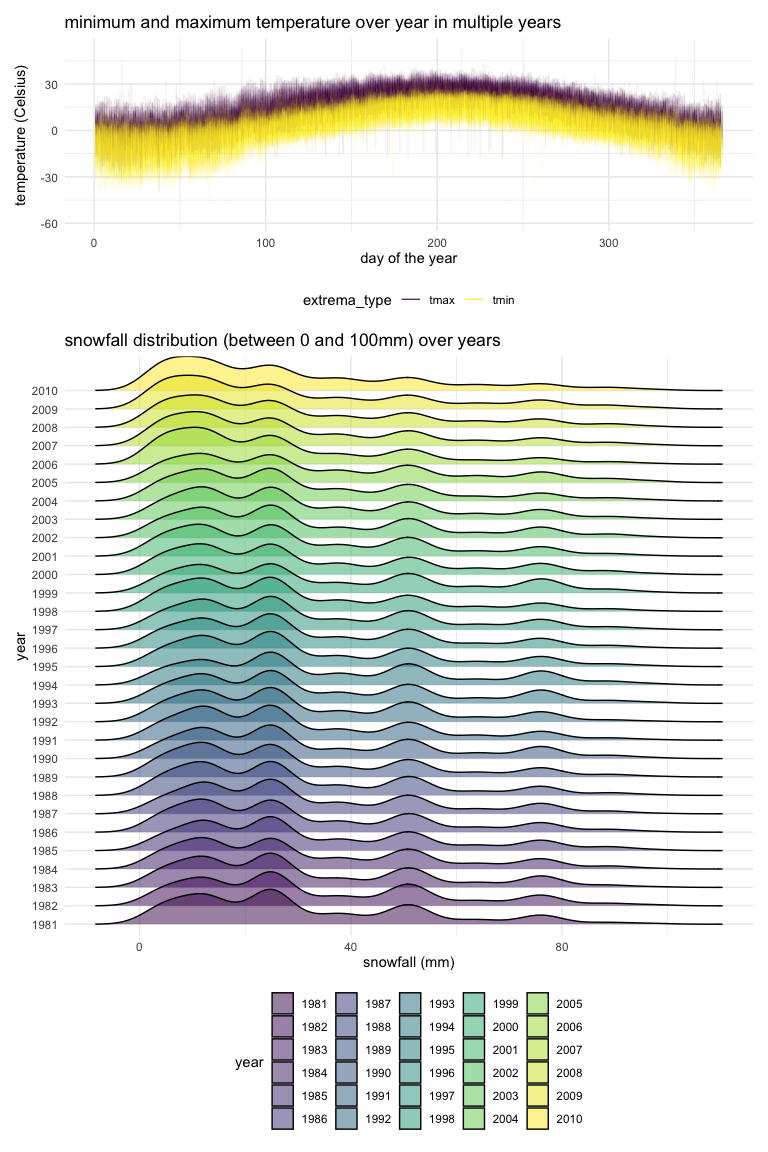 minimum and maximum temperature over year in multiple years
temperature (Celsius)
30
0
-30
-60
0 100 200 300
day of the year
extrema_type tmax tmin
snowfall distribution (between 0 and 100mm) over years
year
2010
2009
2008
2007
2006
2005
2004
2003
2002
2001
2000
1999
1998
1997
1996
1995
1994
1993
1992
1991
1990
1989
1988
1987
1986
1985
1984
1983
1982
1981
0 40 80
snowfall (mm)
year
1981 1987 1993 1999 2005
1982 1988 1994 2000 2006
1983 1989 1995 2001 2007
1984 1990 1996 2002 2008
1985 1991 1997 2003 2009
1986 1992 1998 2004 2010